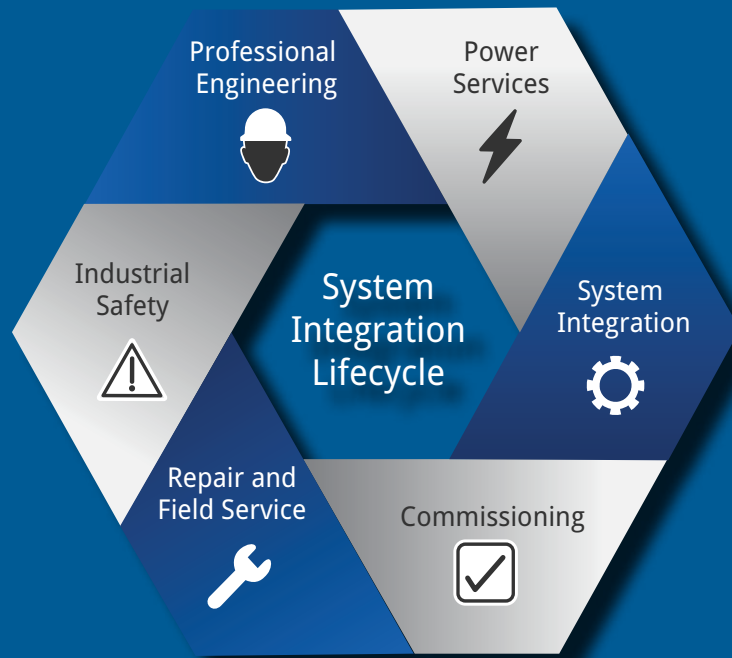 Professional
Engineering
Power
Services
System
Integration
Commissioning
Repair and
Field Service
Industrial
Safety
System
Integration
Lifecycle